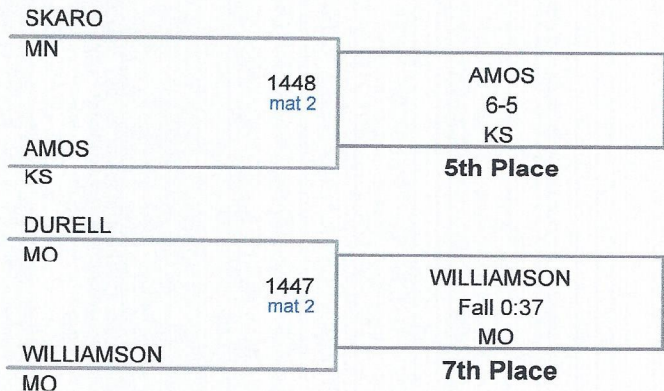 SKARO
MN
1448
mat 2
AMOS
KS
AMOS
6-5
KS
5th Place
DURELL
MO
1447
mat 2
WILLIAMSON
MO
WILLIAMSON
Fall 0:37
MO
7th Place